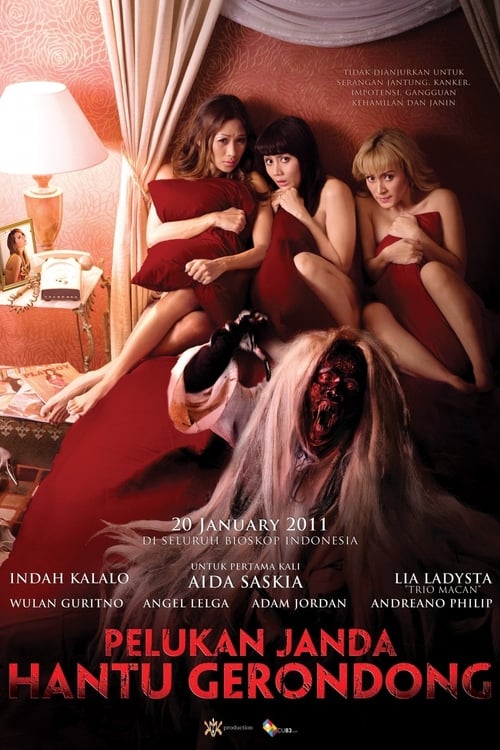 TIDAK DIANJURKAN UNTUK
SERANGAN JANTUNG, KANKER,
IMPOTENSI, GANGGUAN
KEHAMILAN DAN JANIN
20 JANUARY 2011
DI SELURUH BIOSKOP INDONESIA
INDAH KALALO
UNTUK PERTAMA KALI
AIDA SASKIA
LIA LADYSTA
"TRIO MACAN"
WULAN GURITNO
ANGEL LELGA
ADAM JORDAN
ANDREANO PHILIP
PELUKAN JANDA
HANTU GERONDONG
production